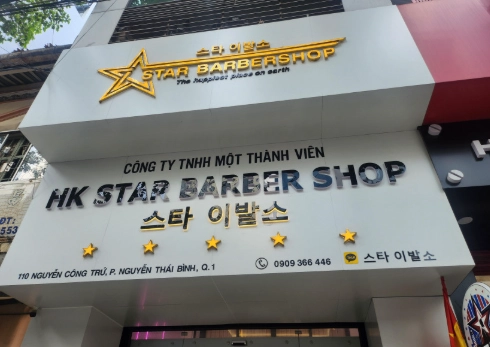 스타 이발소
STAR BARBERSHOP
The happiest place on earth
CÔNG TY TNHH MỘT THÀNH VIÊN
HK STAR BARBER SHOP
스타 이발소
110 NGUYỄN CÔNG TRỨ, P. NGUYỄN THÁI BÌNH, Q.1
0909 366 446
스타 이발소
ĐT:
553
H